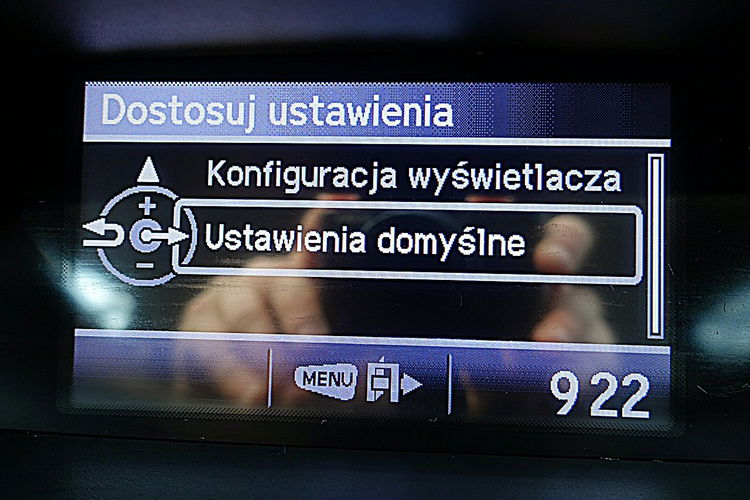 Dostosuj ustawienia
Konfiguracja wyświetlacza
+
Ustawienia domyślne
−
MENU
922